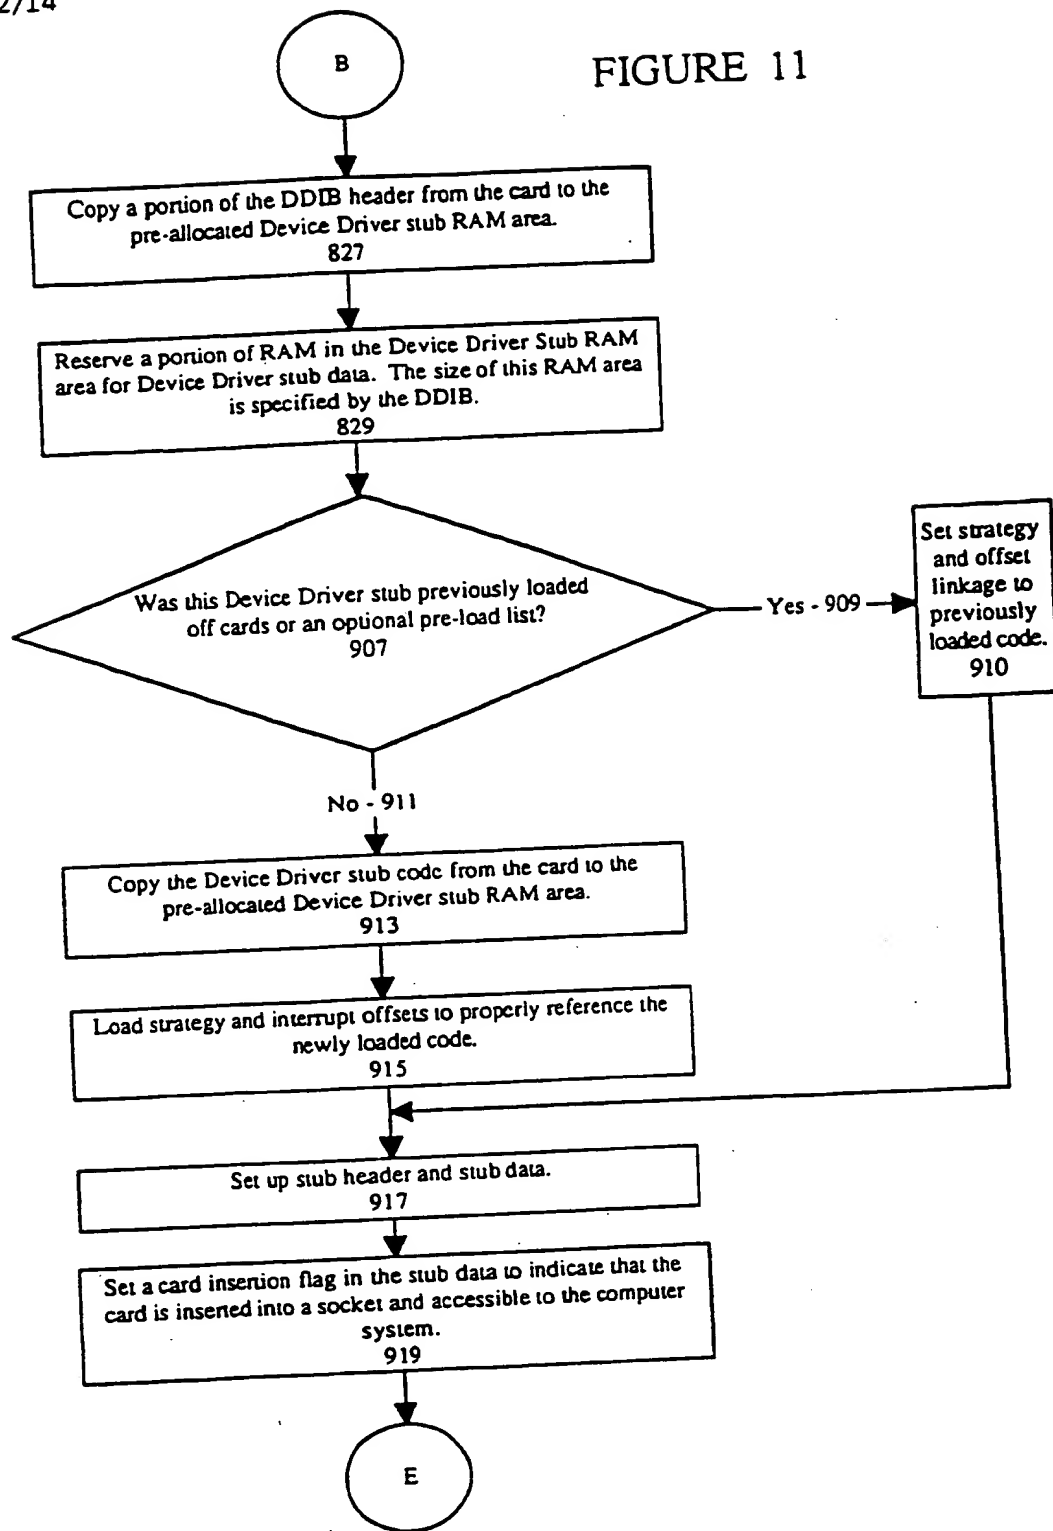 2/14
B
FIGURE 11
Copy a portion of the DDIB header from the card to the
pre-allocated Device Driver stub RAM area.
827
Reserve a portion of RAM in the Device Driver Stub RAM
area for Device Driver stub data. The size of this RAM area
is specified by the DDIB.
829
Was this Device Driver stub previously loaded
off cards or an optional pre-load list?
907
Yes - 909
Set strategy
and offset
linkage to
previously
loaded code.
910
No - 911
Copy the Device Driver stub code from the card to the
pre-allocated Device Driver stub RAM area.
913
Load strategy and interrupt offsets to properly reference the
newly loaded code.
915
Set up stub header and stub data.
917
Set a card insertion flag in the stub data to indicate that the
card is inserted into a socket and accessible to the computer
system.
919
E